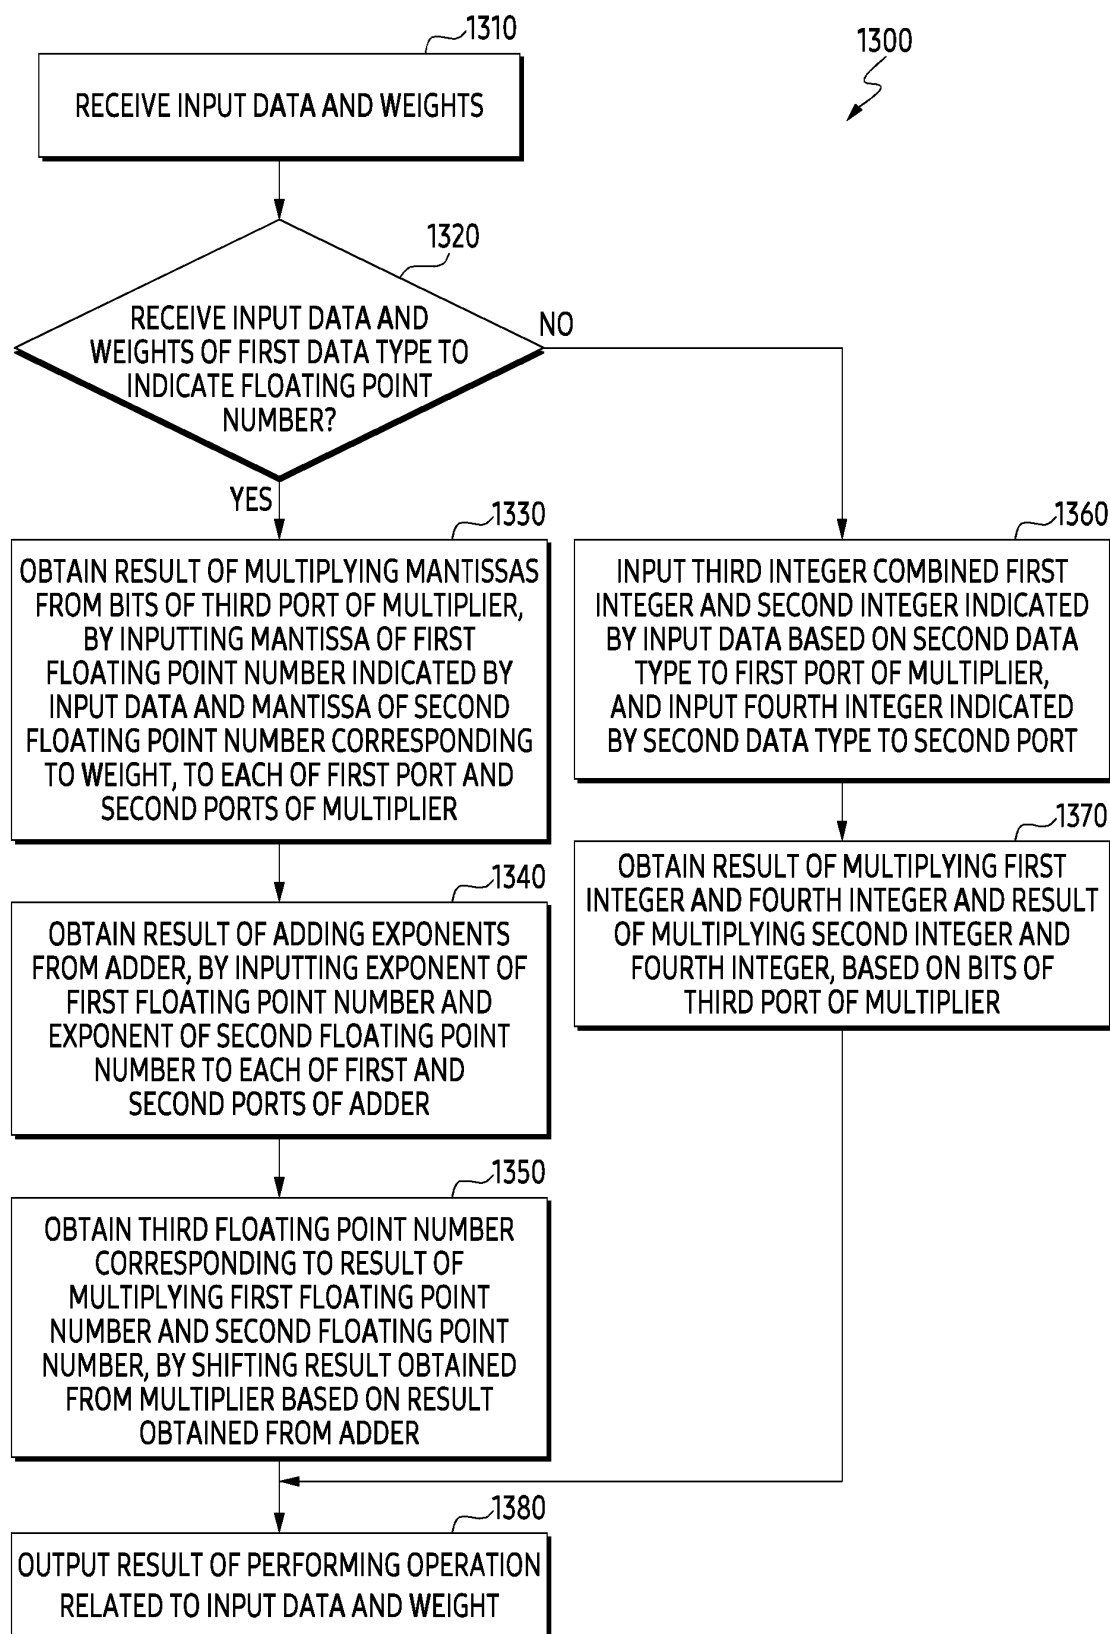 1310
1300
RECEIVE INPUT DATA AND WEIGHTS
1320
RECEIVE INPUT DATA AND
WEIGHTS OF FIRST DATA TYPE TO
INDICATE FLOATING POINT
NUMBER?
NO
YES
1330
OBTAIN RESULT OF MULTIPLYING MANTISSAS
FROM BITS OF THIRD PORT OF MULTIPLIER,
BY INPUTTING MANTISSA OF FIRST
FLOATING POINT NUMBER INDICATED BY
INPUT DATA AND MANTISSA OF SECOND
FLOATING POINT NUMBER CORRESPONDING
TO WEIGHT, TO EACH OF FIRST PORT AND
SECOND PORTS OF MULTIPLIER
1340
OBTAIN RESULT OF ADDING EXPONENTS
FROM ADDER, BY INPUTTING EXPONENT OF
FIRST FLOATING POINT NUMBER AND
EXPONENT OF SECOND FLOATING POINT
NUMBER TO EACH OF FIRST AND
SECOND PORTS OF ADDER
1350
OBTAIN THIRD FLOATING POINT NUMBER
CORRESPONDING TO RESULT OF
MULTIPLYING FIRST FLOATING POINT
NUMBER AND SECOND FLOATING POINT
NUMBER, BY SHIFTING RESULT OBTAINED
FROM MULTIPLIER BASED ON RESULT
OBTAINED FROM ADDER
1360
INPUT THIRD INTEGER COMBINED FIRST
INTEGER AND SECOND INTEGER INDICATED
BY INPUT DATA BASED ON SECOND DATA
TYPE TO FIRST PORT OF MULTIPLIER,
AND INPUT FOURTH INTEGER INDICATED
BY SECOND DATA TYPE TO SECOND PORT
1370
OBTAIN RESULT OF MULTIPLYING FIRST
INTEGER AND FOURTH INTEGER AND RESULT
OF MULTIPLYING SECOND INTEGER AND
FOURTH INTEGER, BASED ON BITS OF
THIRD PORT OF MULTIPLIER
1380
OUTPUT RESULT OF PERFORMING OPERATION
RELATED TO INPUT DATA AND WEIGHT